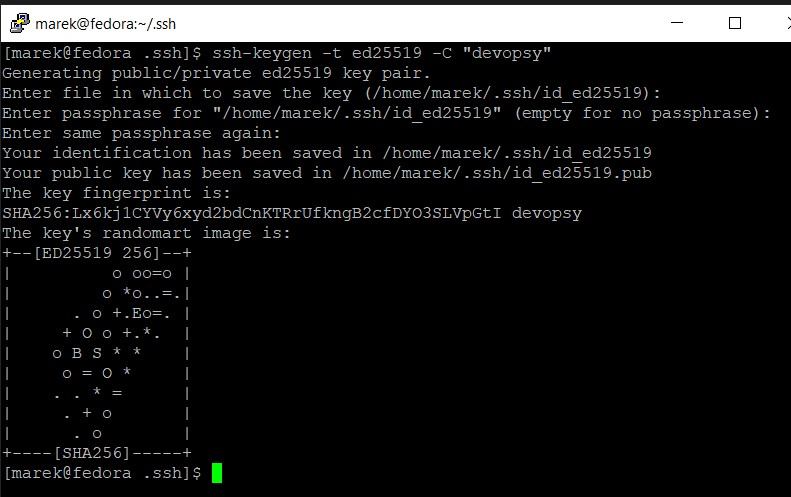 marek@fedora:~/.ssh
[marek@fedora .ssh]$ ssh-keygen -t ed25519 -C "devopsy"
Generating public/private ed25519 key pair.
Enter file in which to save the key (/home/marek/.ssh/id_ed25519):
Enter passphrase for "/home/marek/.ssh/id_ed25519" (empty for no passphrase):
Enter same passphrase again:
Your identification has been saved in /home/marek/.ssh/id_ed25519
Your public key has been saved in /home/marek/.ssh/id_ed25519.pub
The key fingerprint is:
SHA256:Lx6kj1CYVy6xyd2bdCnKTRrUfkngB2cfDYO3SLVpGtI devopsy
The key's randomart image is:
+--[ED25519 256]--+
|          o oo=o |
|         o *o..=.|
|      . o +.Eo=. |
|     + O o +.*.  |
|    o B S * *    |
|     o = O *     |
|    . . * =      |
|     . + o       |
|      . o        |
+----[SHA256]-----+
[marek@fedora .ssh]$